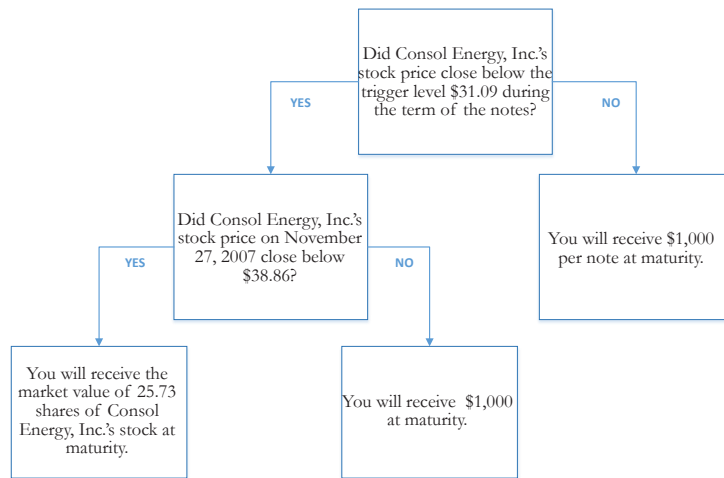 Did Consol Energy, Inc.'s
stock price close below the
trigger level $31.09 during
the term of the notes?
YES
NO
Did Consol Energy, Inc.'s
stock price on November
27, 2007 close below
$38.86?
You will receive $1,000
per note at maturity.
YES
NO
You will receive the
market value of 25.73
shares of Consol
Energy, Inc.'s stock at
maturity.
You will receive $1,000
at maturity.